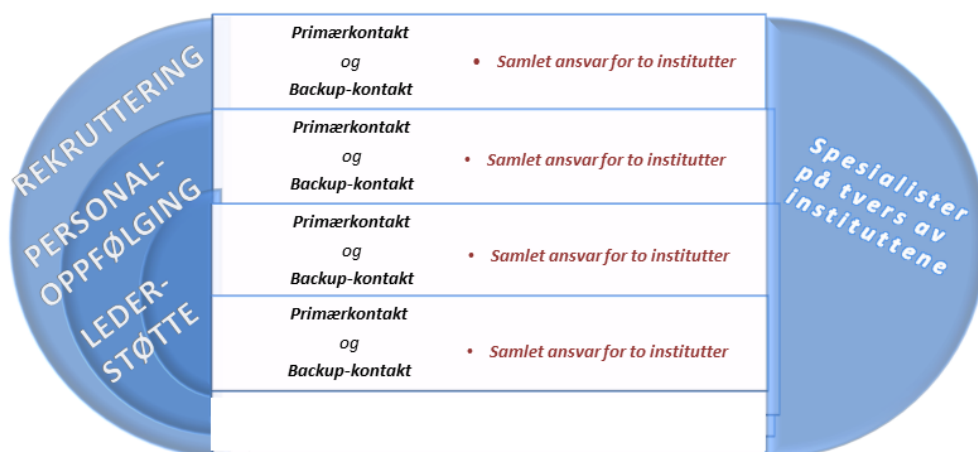 REKRUTTERING
PERSONAL-
OPPFØLGING
LEDER-
STØTTE
Primærkontakt
og
Backup-kontakt
• Samlet ansvar for to institutter
Primærkontakt
og
Backup-kontakt
• Samlet ansvar for to institutter
Primærkontakt
og
Backup-kontakt
• Samlet ansvar for to institutter
Primærkontakt
og
Backup-kontakt
• Samlet ansvar for to institutter
Spesialister
på tvers av
instituttene